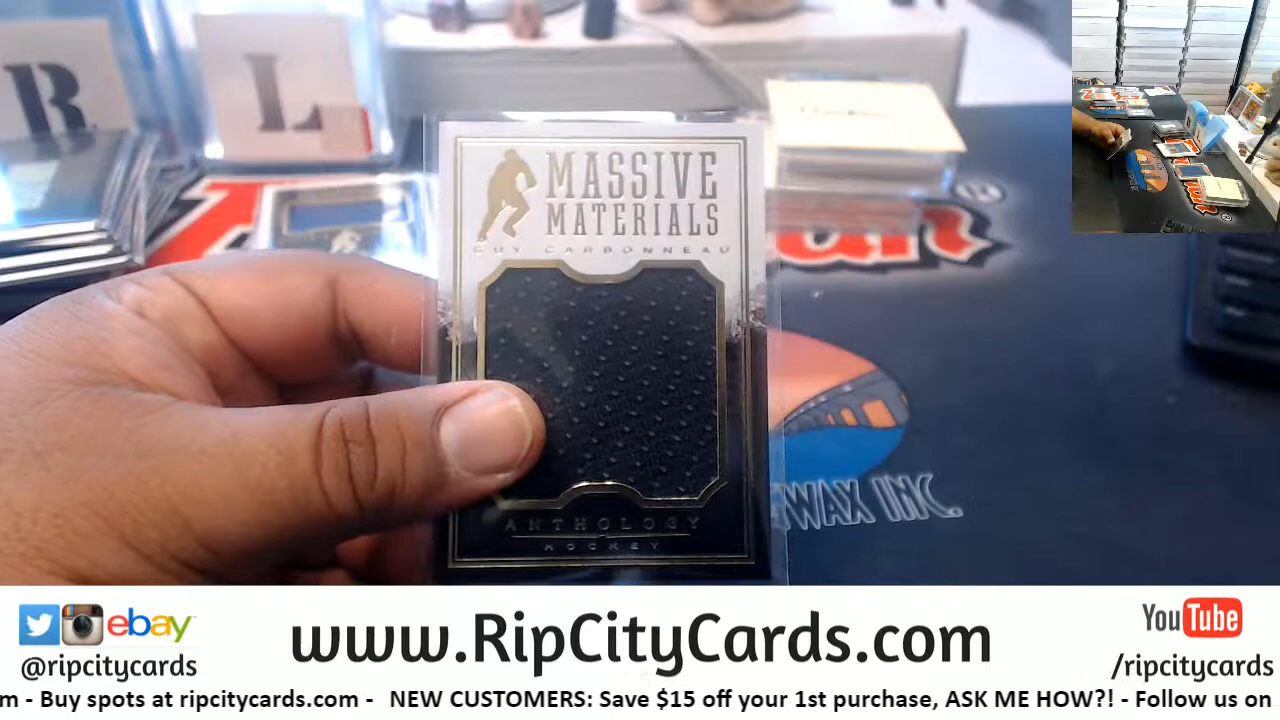 R
L
MASSIVE
MATERIALS
GUY CARBONNEAU
®
WAX INC.
ANTHOLOGY
HOCKEY
ebay
@ripcitycards
www.RipCityCards.com
YouTube
/ripcitycards
m - Buy spots at ripcitycards.com - NEW CUSTOMERS: Save $15 off your 1st purchase, ASK ME HOW?! - Follow us on